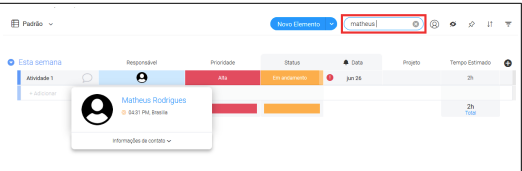 Padrão
Novo Elemento
matheus
Esta semana
Responsável
Prioridade
Status
Data
Projeto
Tempo Estimado
Atividade 1
Alta
Em andamento
jun 26
2h
+ Adicionar
Matheus Rodrigues
04:31 PM, Brasília
2h
Total
Informações de contato